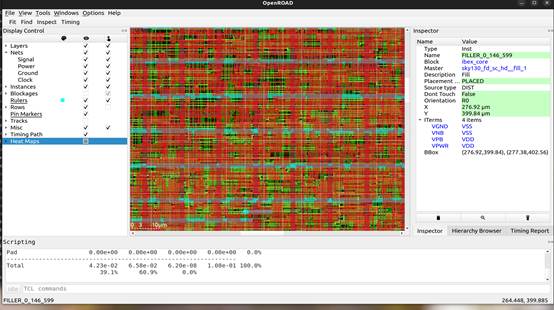 OpenROAD
File View Tools Windows Options Help
Fit Find Inspect Timing
Display Control
Layers
Nets
Signal
Power
Ground
Clock
Instances
Blockages
Rulers
Rows
Pin Markers
Tracks
Misc
Timing Path
Heat Maps
10μm
Inspector
Name Value
Type Inst
Name FILLER_0_146_599
Block ibex_core
Master sky130_fd_sc_hd__fill_1
Description Fill
Placement ... PLACED
Source type DIST
Dont Touch False
Orientation R0
X 276.92 μm
Y 399.84 μm
ITerms 4 items
VGND VSS
VNB VSS
VPB VDD
VPWR VDD
BBox (276.92,399.84), (277.38,402.56)
Inspector Hierarchy Browser Timing Report
Scripting
Pad 0.00e+00 0.00e+00 0.00e+00 0.00e+00 0.0%
Total 4.23e-02 6.58e-02 6.20e-08 1.08e-01 100.0%
39.1% 60.9% 0.0%
Idle TCL commands
FILLER_0_146_599 264.448, 399.885